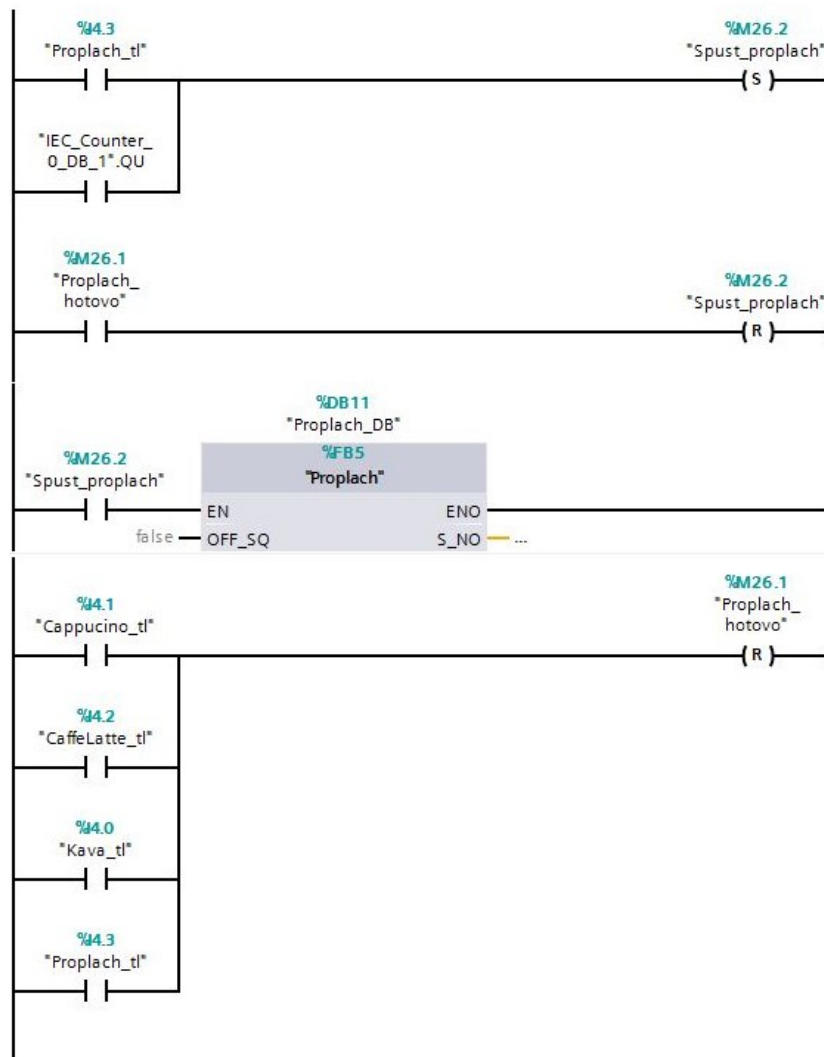 %I4.3
"Proplach_tl"
%M26.2
"Spust_proplach"
S
"IEC_Counter_
0_DB_1".QU
%M26.1
"Proplach_
hotovo"
%M26.2
"Spust_proplach"
R
%DB11
"Proplach_DB"
%M26.2
"Spust_proplach"
%FB5
"Proplach"
EN
ENO
false
OFF_SQ
S_NO
...
%I4.1
"Cappucino_tl"
%M26.1
"Proplach_
hotovo"
R
%I4.2
"CaffeLatte_tl"
%I4.0
"Kava_tl"
%I4.3
"Proplach_tl"